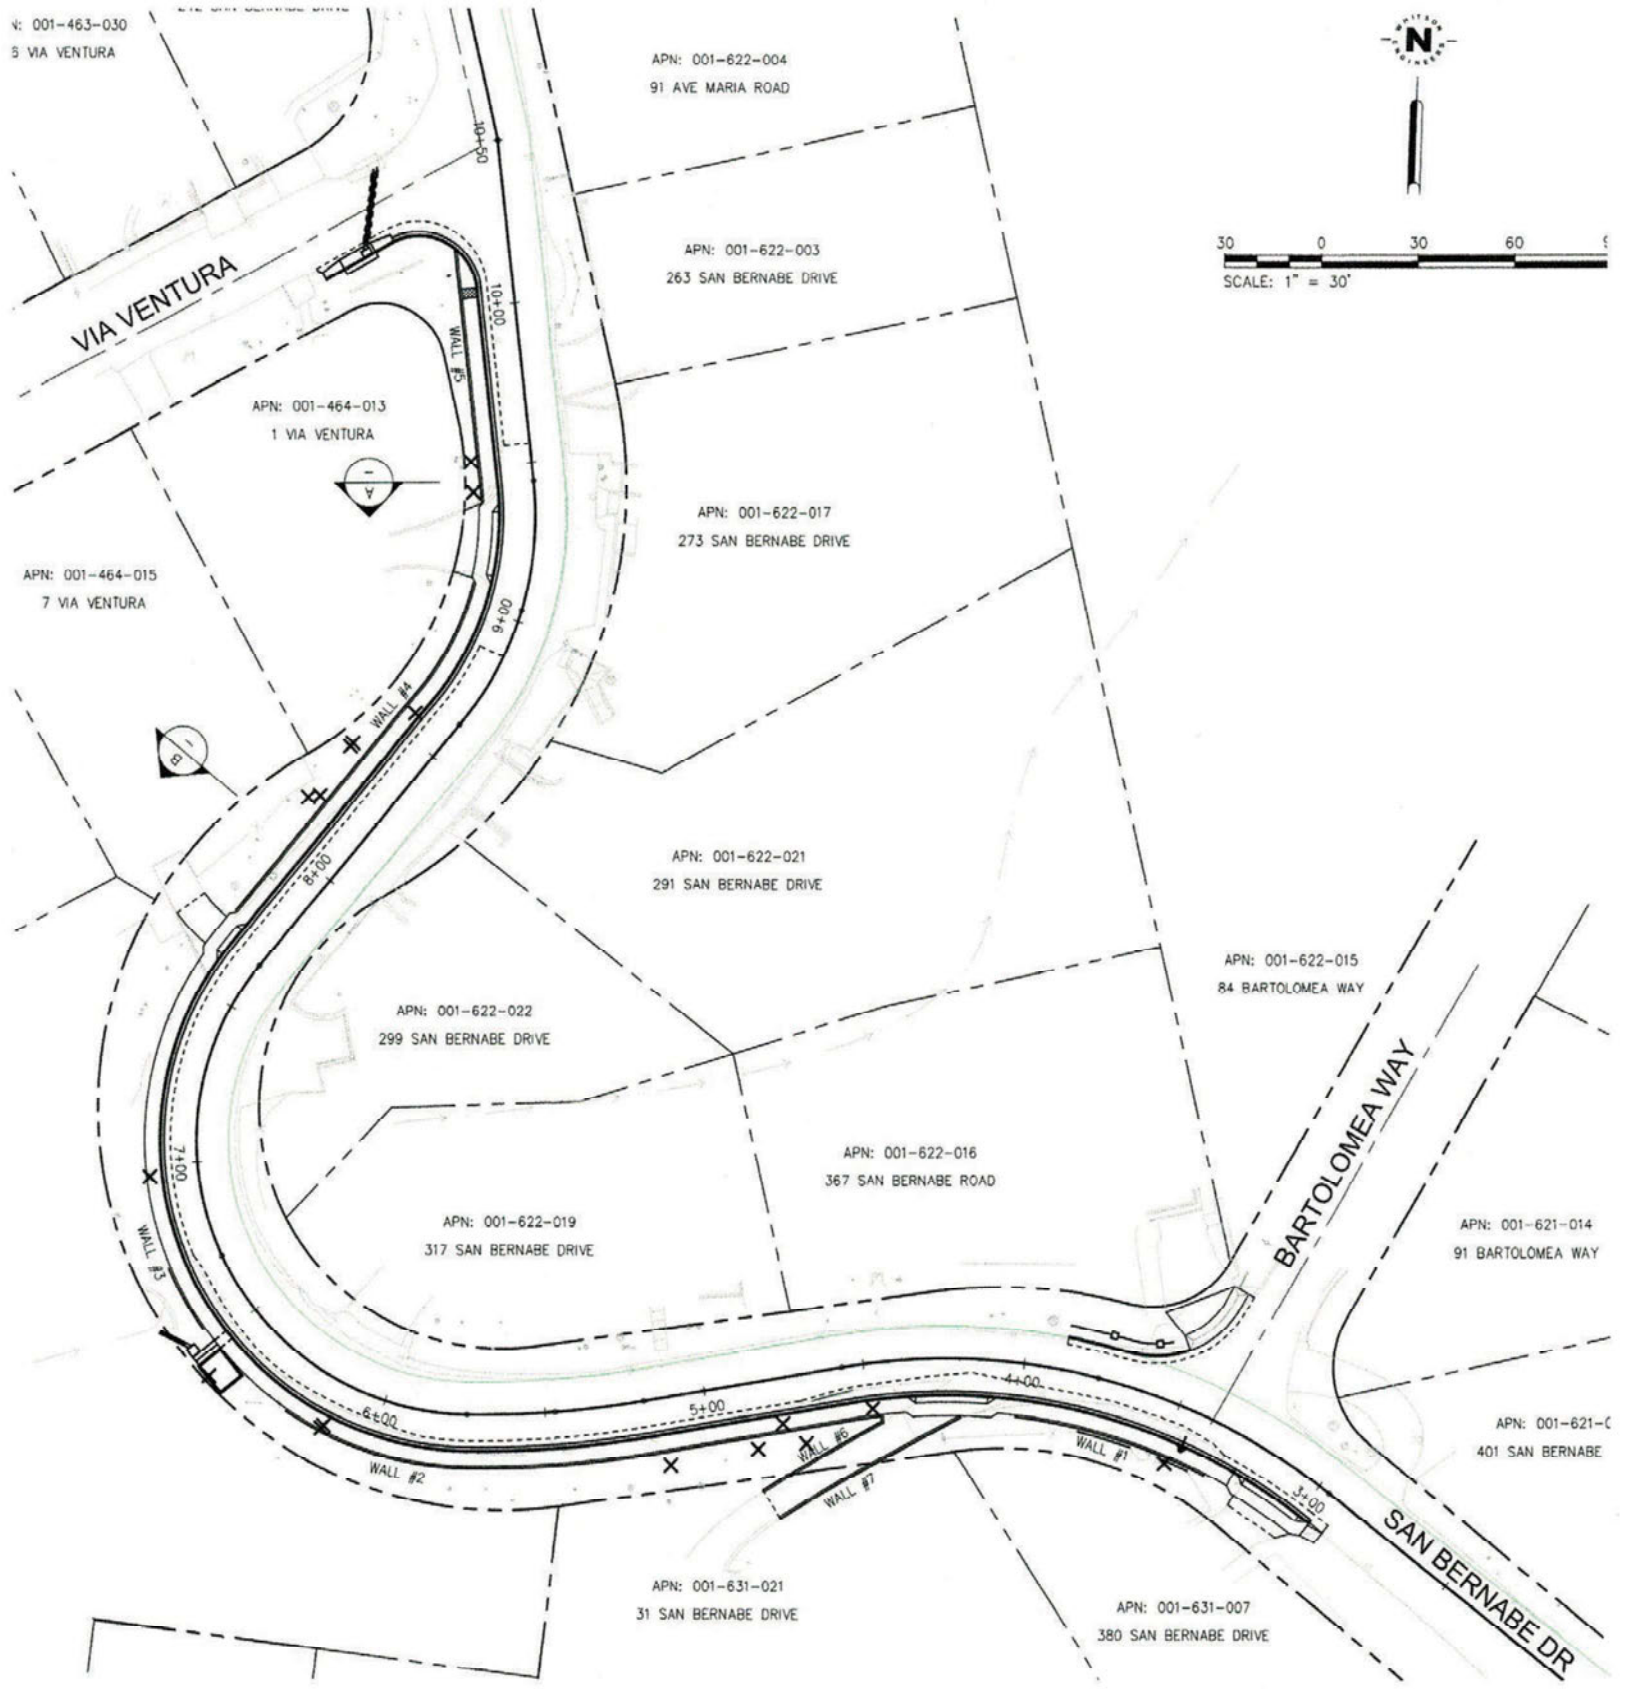 APN: 001-463-030
6 VIA VENTURA
APN: 001-622-004
91 AVE MARIA ROAD
WHITSON ENGINEERS
N
10+50
APN: 001-622-003
263 SAN BERNABE DRIVE
30 0 30 60
SCALE: 1" = 30'
VIA VENTURA
10+00
WALL #5
APN: 001-464-013
1 VIA VENTURA
A
APN: 001-622-017
273 SAN BERNABE DRIVE
APN: 001-464-015
7 VIA VENTURA
9+00
WALL #4
B
8+00
APN: 001-622-021
291 SAN BERNABE DRIVE
APN: 001-622-015
84 BARTOLOMEA WAY
APN: 001-622-022
299 SAN BERNABE DRIVE
BARTOLOMEA WAY
7+00
APN: 001-622-016
367 SAN BERNABE ROAD
APN: 001-622-019
317 SAN BERNABE DRIVE
WALL #3
APN: 001-621-014
91 BARTOLOMEA WAY
4+00
5+00
6+00
WALL #6
WALL #1
APN: 001-621-0
401 SAN BERNABE
WALL #2
WALL #7
3+00
SAN BERNABE DR
APN: 001-631-021
31 SAN BERNABE DRIVE
APN: 001-631-007
380 SAN BERNABE DRIVE